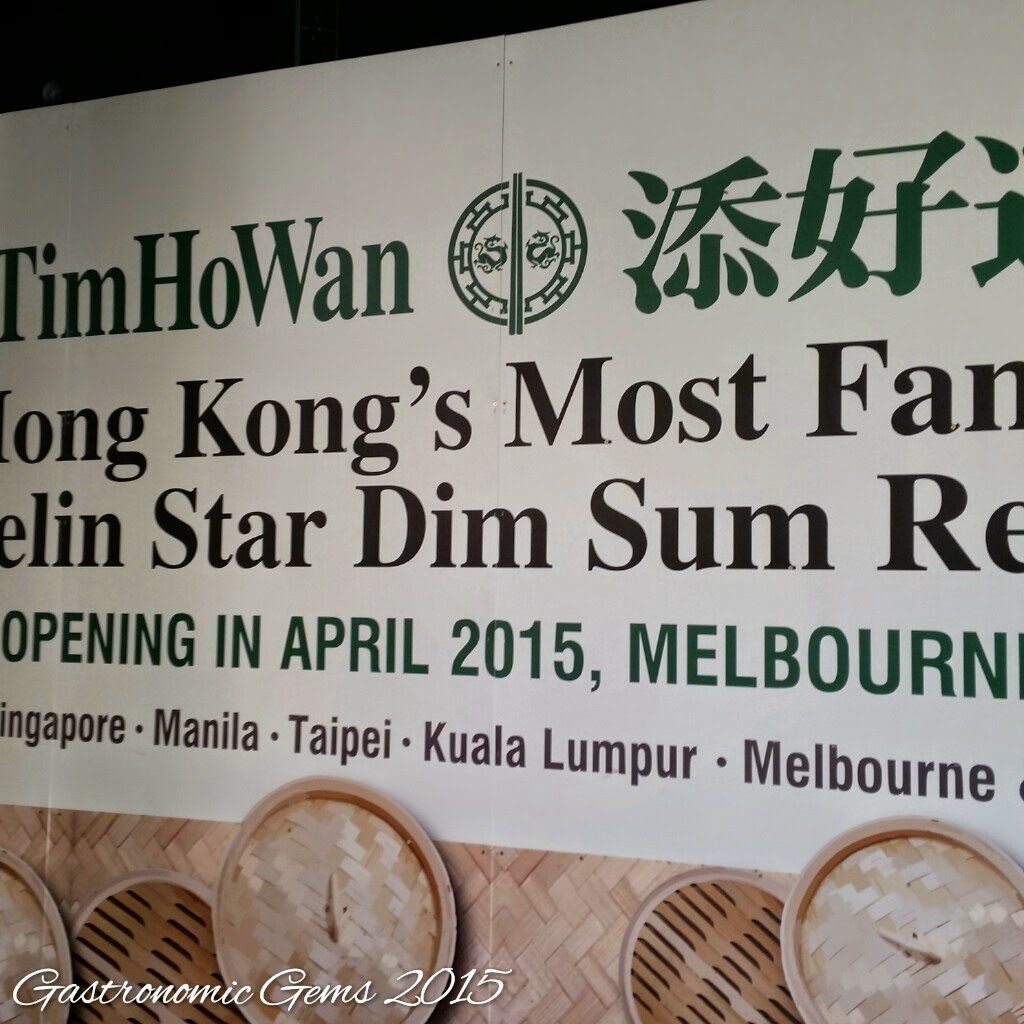 TimHoWan 添好
Hong Kong's Most Fam
elin Star Dim Sum Re
OPENING IN APRIL 2015, MELBOURNE
ingapore · Manila · Taipei · Kuala Lumpur · Melbourne &
Gastronomic Gems 2015